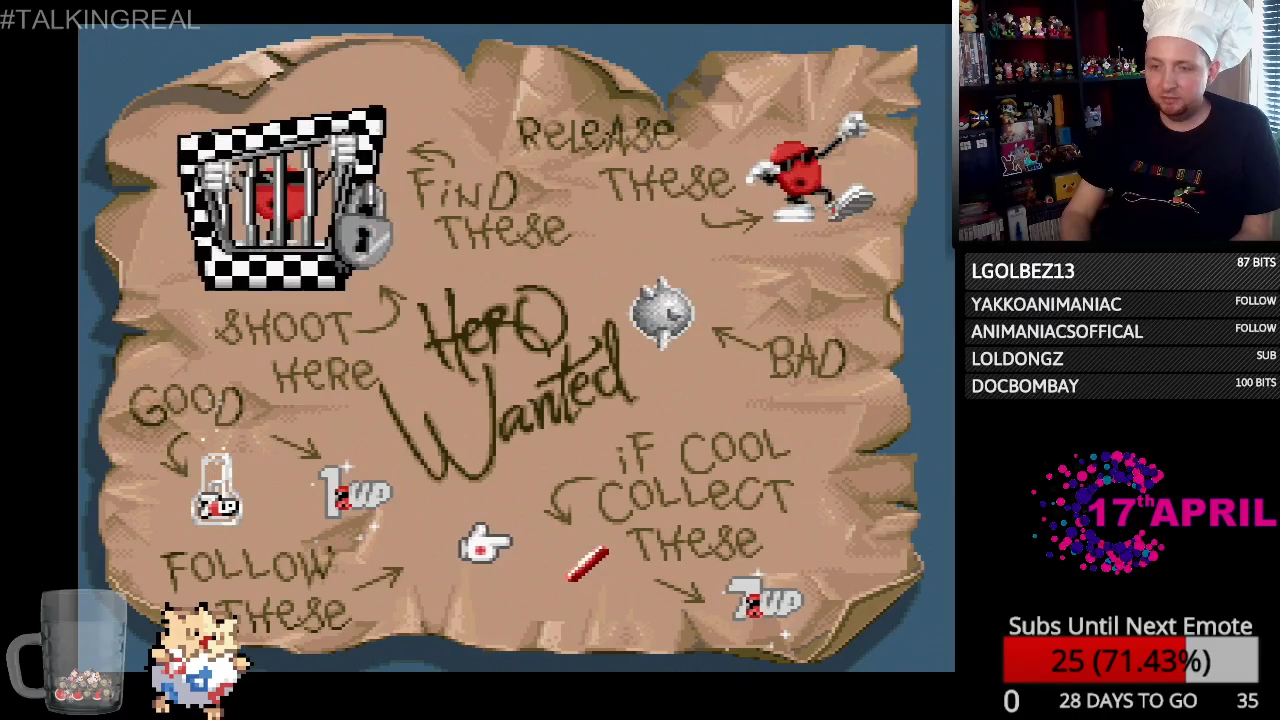 #TALKINGREAL
RELEASE
THESE
FIND
THESE
SHOOT
HERE
HERO
Wanted
BAD
GOOD
7UP
1UP
iF COOL
COLLECT
THESE
FOLLOW
THESE
7UP
LGOLBEZ13 87 BITS
YAKKOANIMANIAC FOLLOW
ANIMANIACSOFFICAL FOLLOW
LOLDONGZ SUB
DOCBOMBAY 100 BITS
17th APRIL
Subs Until Next Emote
25 (71.43%)
0 28 DAYS TO GO 35